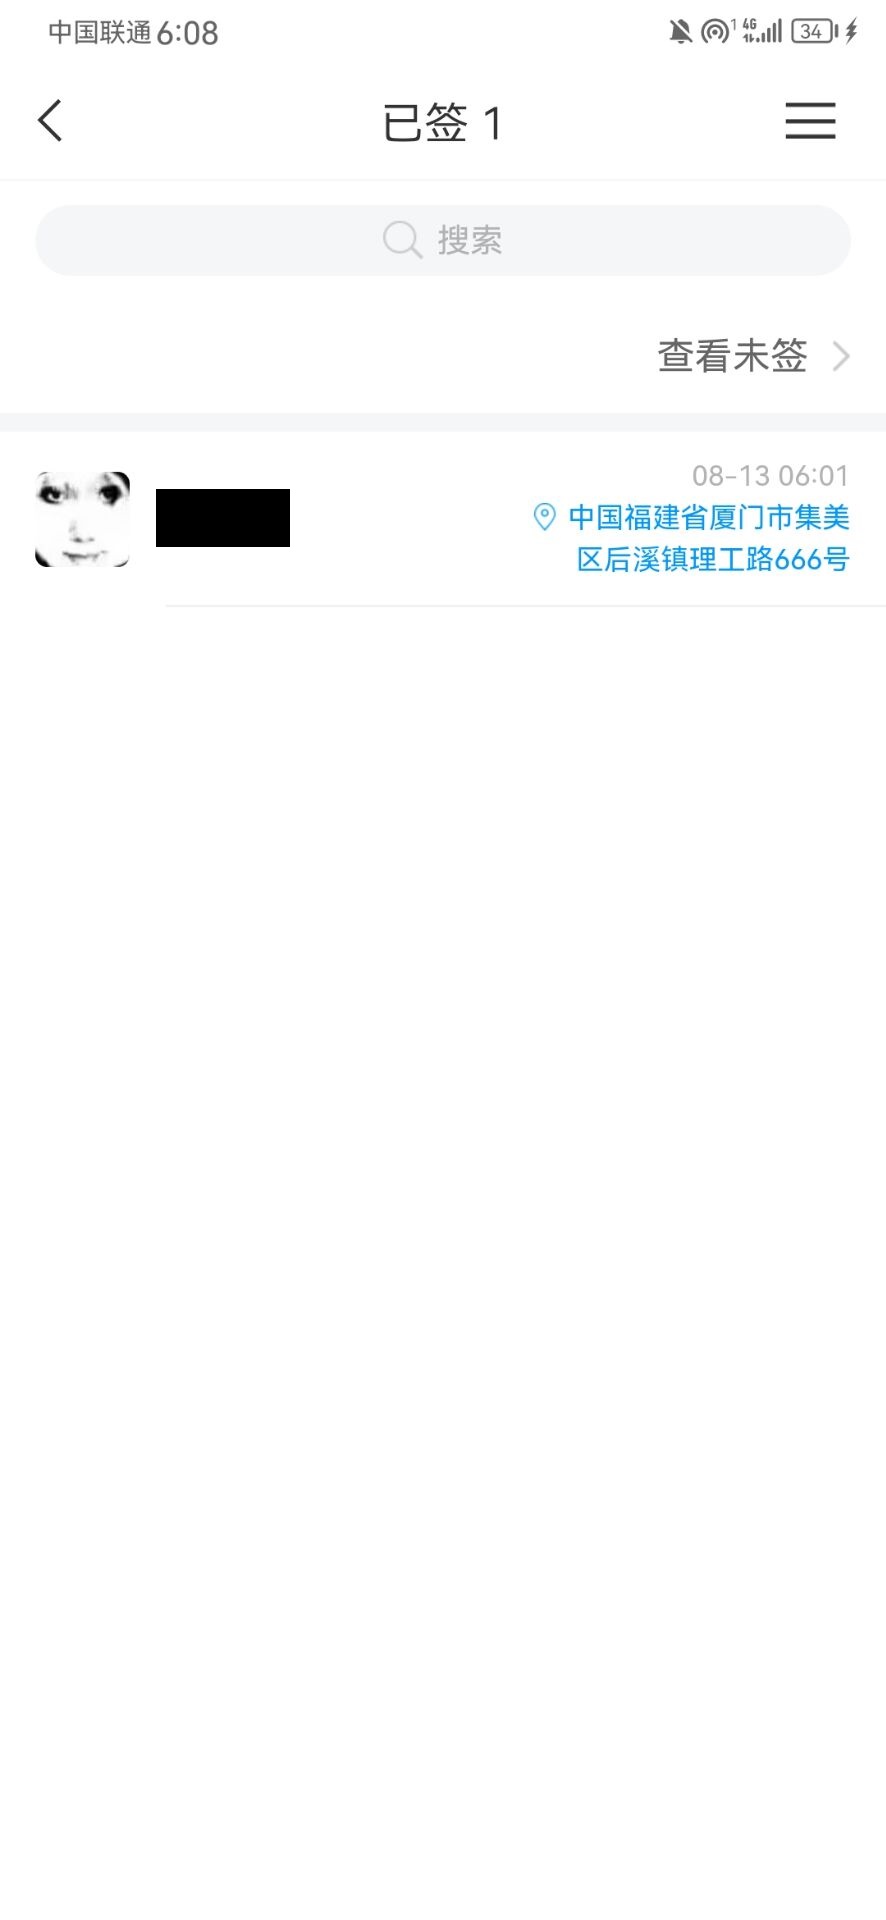 中国联通6:08
1 4G 34
已签 1
搜索
查看未签
08-13 06:01
中国福建省厦门市集美
区后溪镇理工路666号